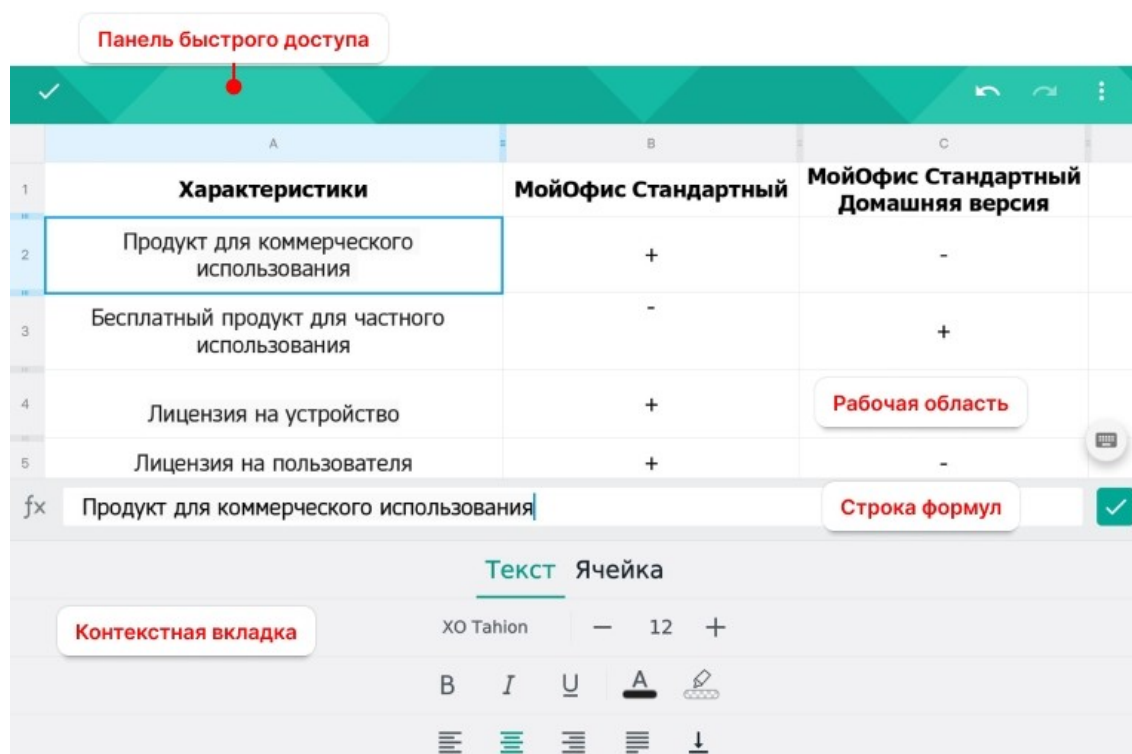 Панель быстрого доступа
A B C
1 Характеристики МойОфис Стандартный МойОфис Стандартный
Домашняя версия
2 Продукт для коммерческого
использования + -
3 Бесплатный продукт для частного
использования - +
4 Лицензия на устройство + Рабочая область
5 Лицензия на пользователя + -
fx Продукт для коммерческого использования Строка формул
Текст Ячейка
Контекстная вкладка XO Tahion — 12 +
B I U A